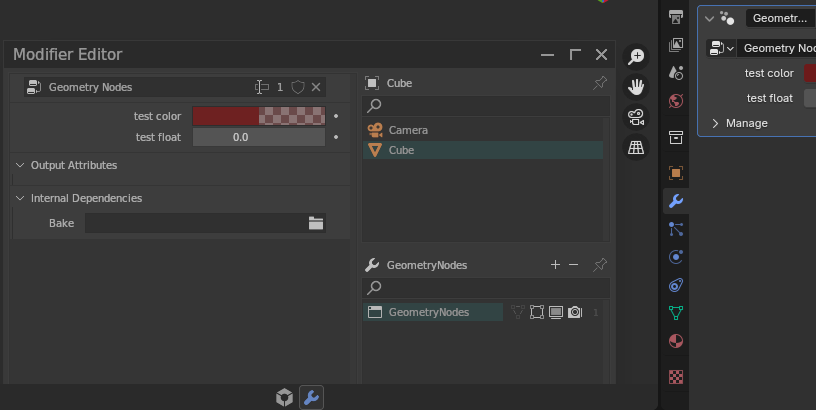 Modifier Editor
Geometry Nodes 1
test color
test float 0.0
Output Attributes
Internal Dependencies
Bake
Cube
Camera
Cube
GeometryNodes
GeometryNodes 1
Geometr...
Geometry Noc
test color
test float
Manage